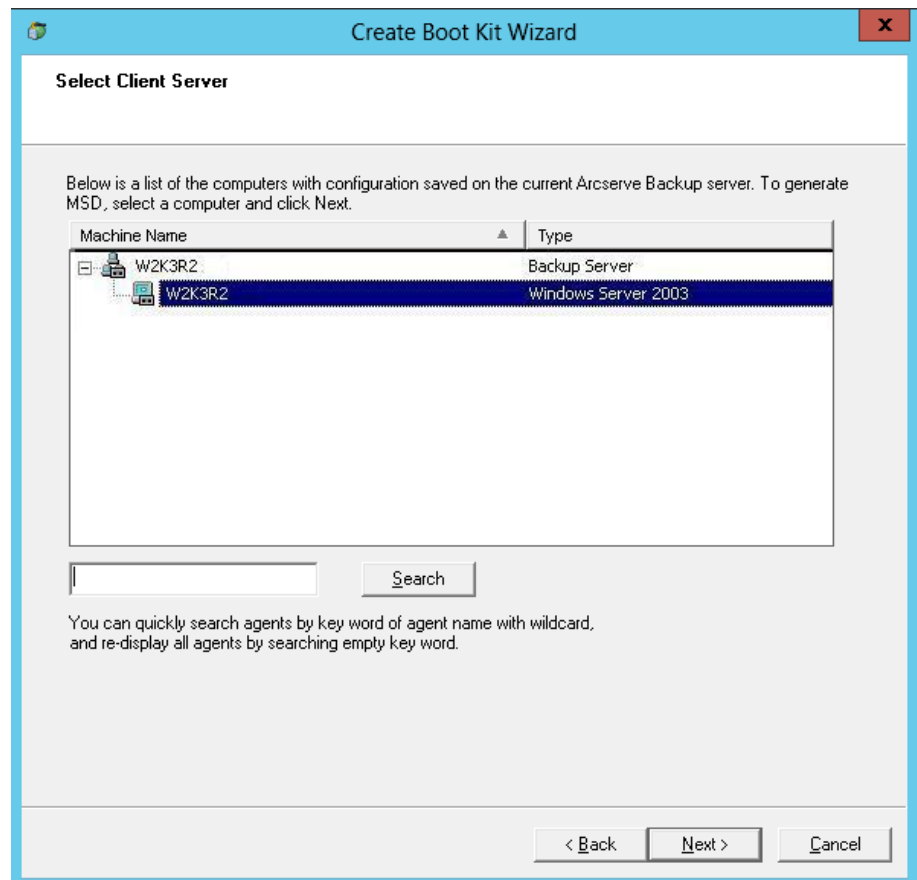 Create Boot Kit Wizard
x
Select Client Server
Below is a list of the computers with configuration saved on the current Arcserve Backup server. To generate
MSD, select a computer and click Next.
Machine Name Type
W2K3R2 Backup Server
W2K3R2 Windows Server 2003
Search
You can quickly search agents by key word of agent name with wildcard,
and re-display all agents by searching empty key word.
< Back Next > Cancel